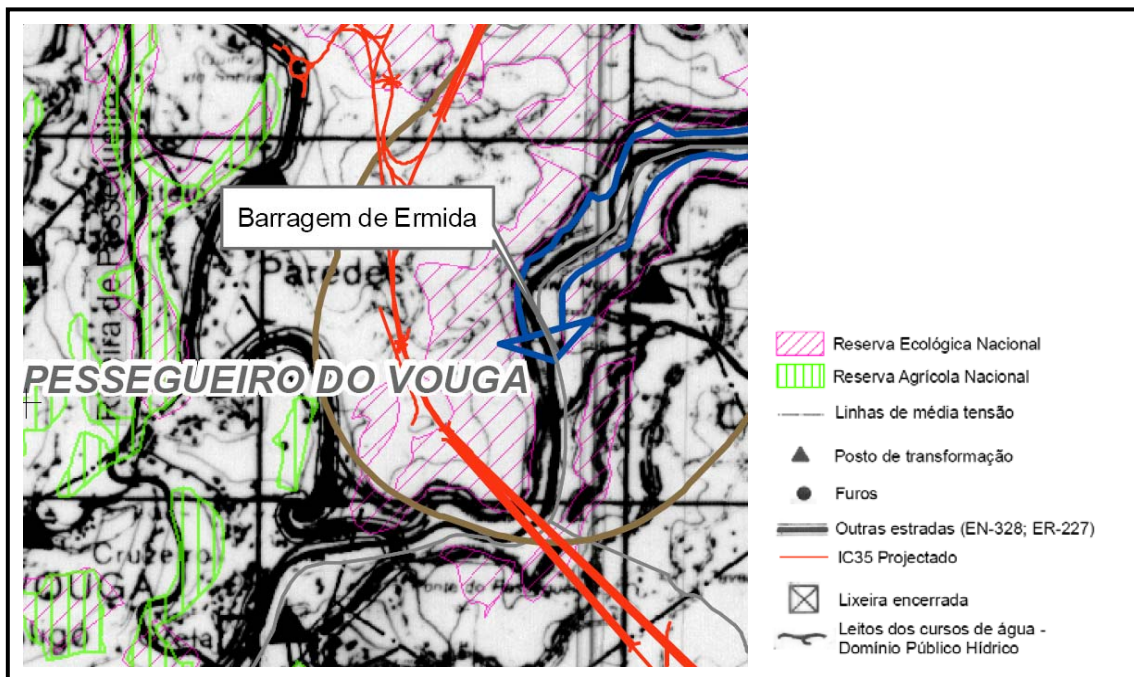 Barragem de Ermida
Paredes
PESSEGUEIRO DO VOUGA
Cruzeiro
OUGA
Reserva Ecológica Nacional
Reserva Agrícola Nacional
Linhas de média tensão
Posto de transformação
Furos
Outras estradas (EN-328; ER-227)
IC35 Projectado
Lixeira encerrada
Leitos dos cursos de água -
Domínio Público Hídrico